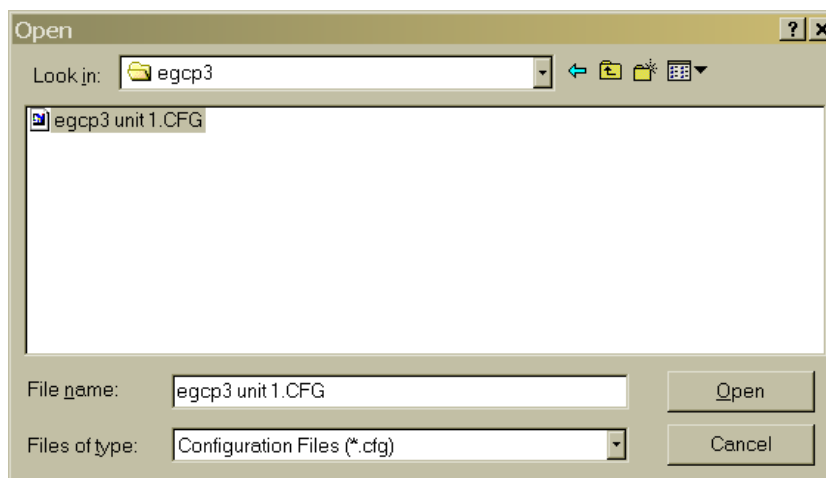 Open
Look in: egcp3
egcp3 unit 1.CFG
File name: egcp3 unit 1.CFG Open
Files of type: Configuration Files (*.cfg) Cancel